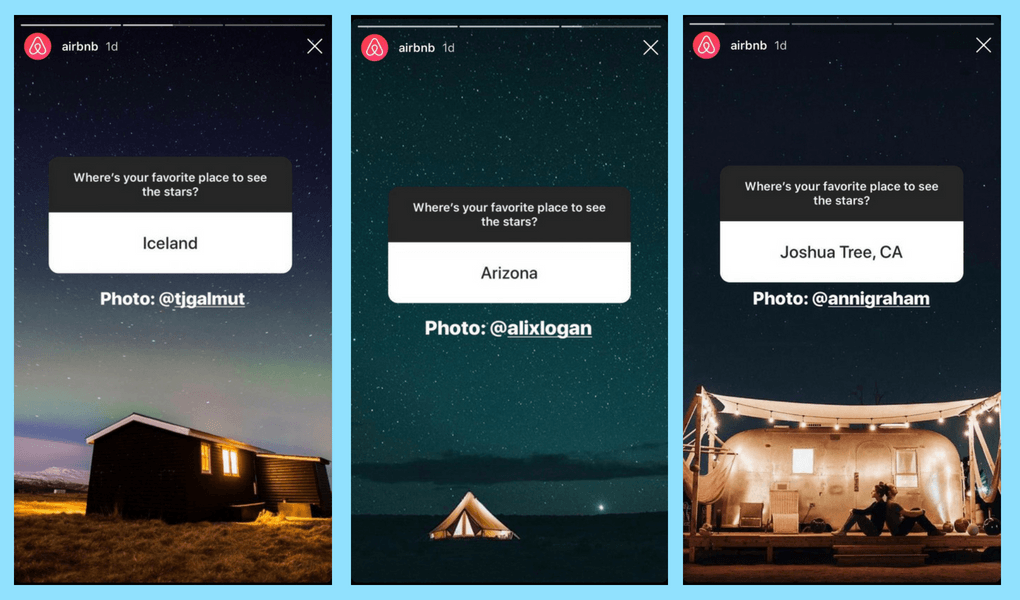 airbnb 1d
Where's your favorite place to see
the stars?
Iceland
Photo: @tjgalmut
airbnb 1d
Where's your favorite place to see
the stars?
Arizona
Photo: @alixlogan
airbnb 1d
Where's your favorite place to see
the stars?
Joshua Tree, CA
Photo: @annigraham